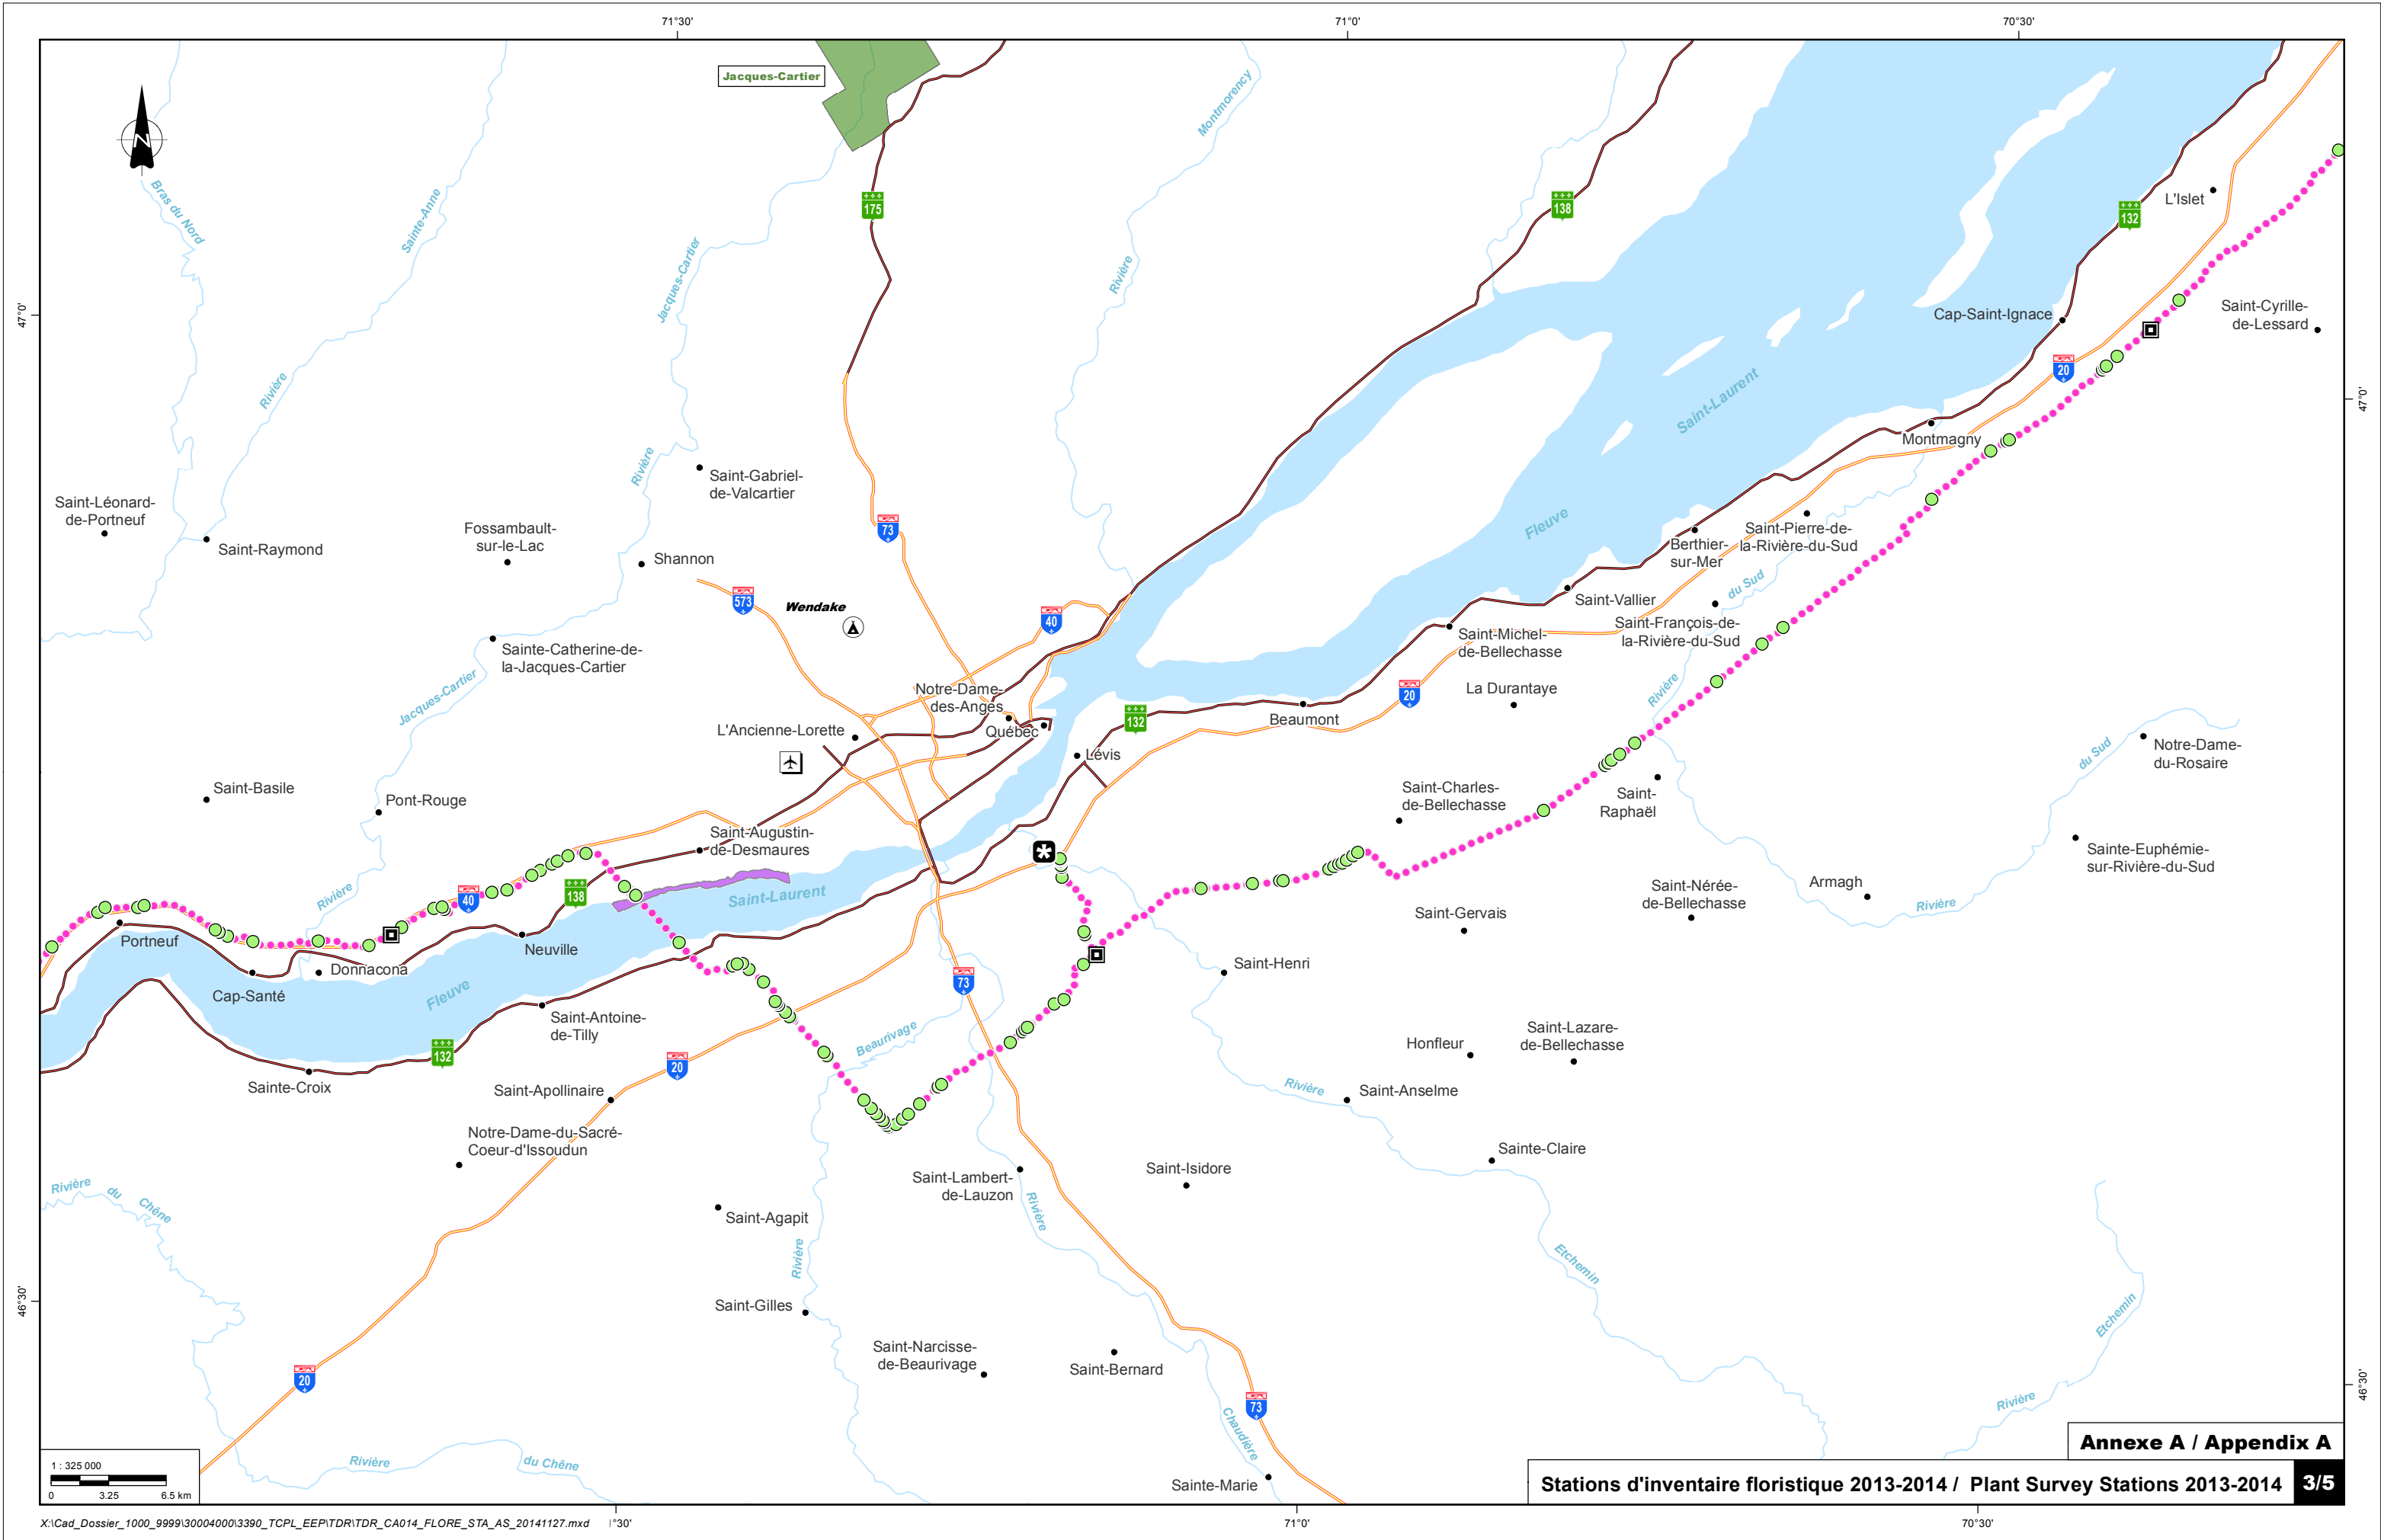 71°30'
71°0'
70°30'
Jacques-Cartier
N
Bras du Nord
Sainte-Anne
Rivière
Jacques-Cartier
Rivière
Montmorency
Rivière
175
138
132
L'Islet
47°0'
47°0'
Saint-Cyrille-
de-Lessard
Cap-Saint-Ignace
20
Saint-Laurent
Fleuve
Montmagny
Saint-Léonard-
de-Portneuf
Saint-Raymond
Fossambault-
sur-le-Lac
Saint-Gabriel-
de-Valcartier
Shannon
73
573
Wendake
40
Saint-Pierre-de-
la-Rivière-du-Sud
Berthier-
sur-Mer
du Sud
Saint-Vallier
Saint-François-de-
la-Rivière-du-Sud
Saint-Michel-
de-Bellechasse
Sainte-Catherine-de-
la-Jacques-Cartier
Jacques-Cartier
Notre-Dame-
des-Anges
Québec
L'Ancienne-Lorette
Lévis
132
Beaumont
20
La Durantaye
Rivière
du Sud
Notre-Dame-
du-Rosaire
Saint-Basile
Pont-Rouge
Saint-Augustin-
de-Desmaures
Saint-Charles-
de-Bellechasse
Saint-
Raphaël
Sainte-Euphémie-
sur-Rivière-du-Sud
Armagh
Rivière
Saint-Nérée-
de-Bellechasse
Saint-Gervais
Rivière
40
138
Saint-Laurent
Portneuf
Neuville
Donnacona
Cap-Santé
Fleuve
Saint-Antoine-
de-Tilly
132
73
Saint-Henri
Beaurivage
Honfleur
Saint-Lazare-
de-Bellechasse
Sainte-Croix
20
Saint-Apollinaire
Rivière
Saint-Anselme
Notre-Dame-du-Sacré-
Coeur-d'Issoudun
Sainte-Claire
Saint-Isidore
Saint-Lambert-
de-Lauzon
Rivière
Rivière
du
Chêne
Saint-Agapit
Rivière
Etchemin
Saint-Gilles
46°30'
46°30'
Etchemin
Saint-Narcisse-
de-Beaurivage
Saint-Bernard
20
73
Rivière
Chaudière
Rivière
du Chêne
Sainte-Marie
Annexe A / Appendix A
Stations d'inventaire floristique 2013-2014 / Plant Survey Stations 2013-2014
3/5
1 : 325 000
0 3.25 6.5 km
X:\Cad_Dossier_1000_9999\30004000\3390_TCPL_EEP\TDR\TDR_CA014_FLORE_STA_AS_20141127.mxd
°30'
71°0'
70°30'